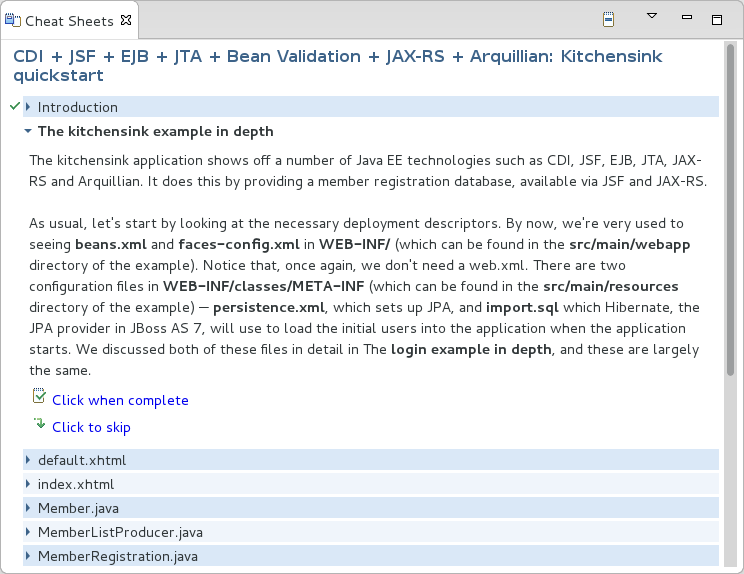 Cheat Sheets
CDI + JSF + EJB + JTA + Bean Validation + JAX-RS + Arquillian: Kitchensink
quickstart
Introduction
The kitchensink example in depth
The kitchensink application shows off a number of Java EE technologies such as CDI, JSF, EJB, JTA, JAX-
RS and Arquillian. It does this by providing a member registration database, available via JSF and JAX-RS.
As usual, let's start by looking at the necessary deployment descriptors. By now, we're very used to
seeing beans.xml and faces-config.xml in WEB-INF/ (which can be found in the src/main/webapp
directory of the example). Notice that, once again, we don't need a web.xml. There are two
configuration files in WEB-INF/classes/META-INF (which can be found in the src/main/resources
directory of the example) — persistence.xml, which sets up JPA, and import.sql which Hibernate, the
JPA provider in JBoss AS 7, will use to load the initial users into the application when the application
starts. We discussed both of these files in detail in The login example in depth, and these are largely
the same.
Click when complete
Click to skip
default.xhtml
index.xhtml
Member.java
MemberListProducer.java
MemberRegistration.java